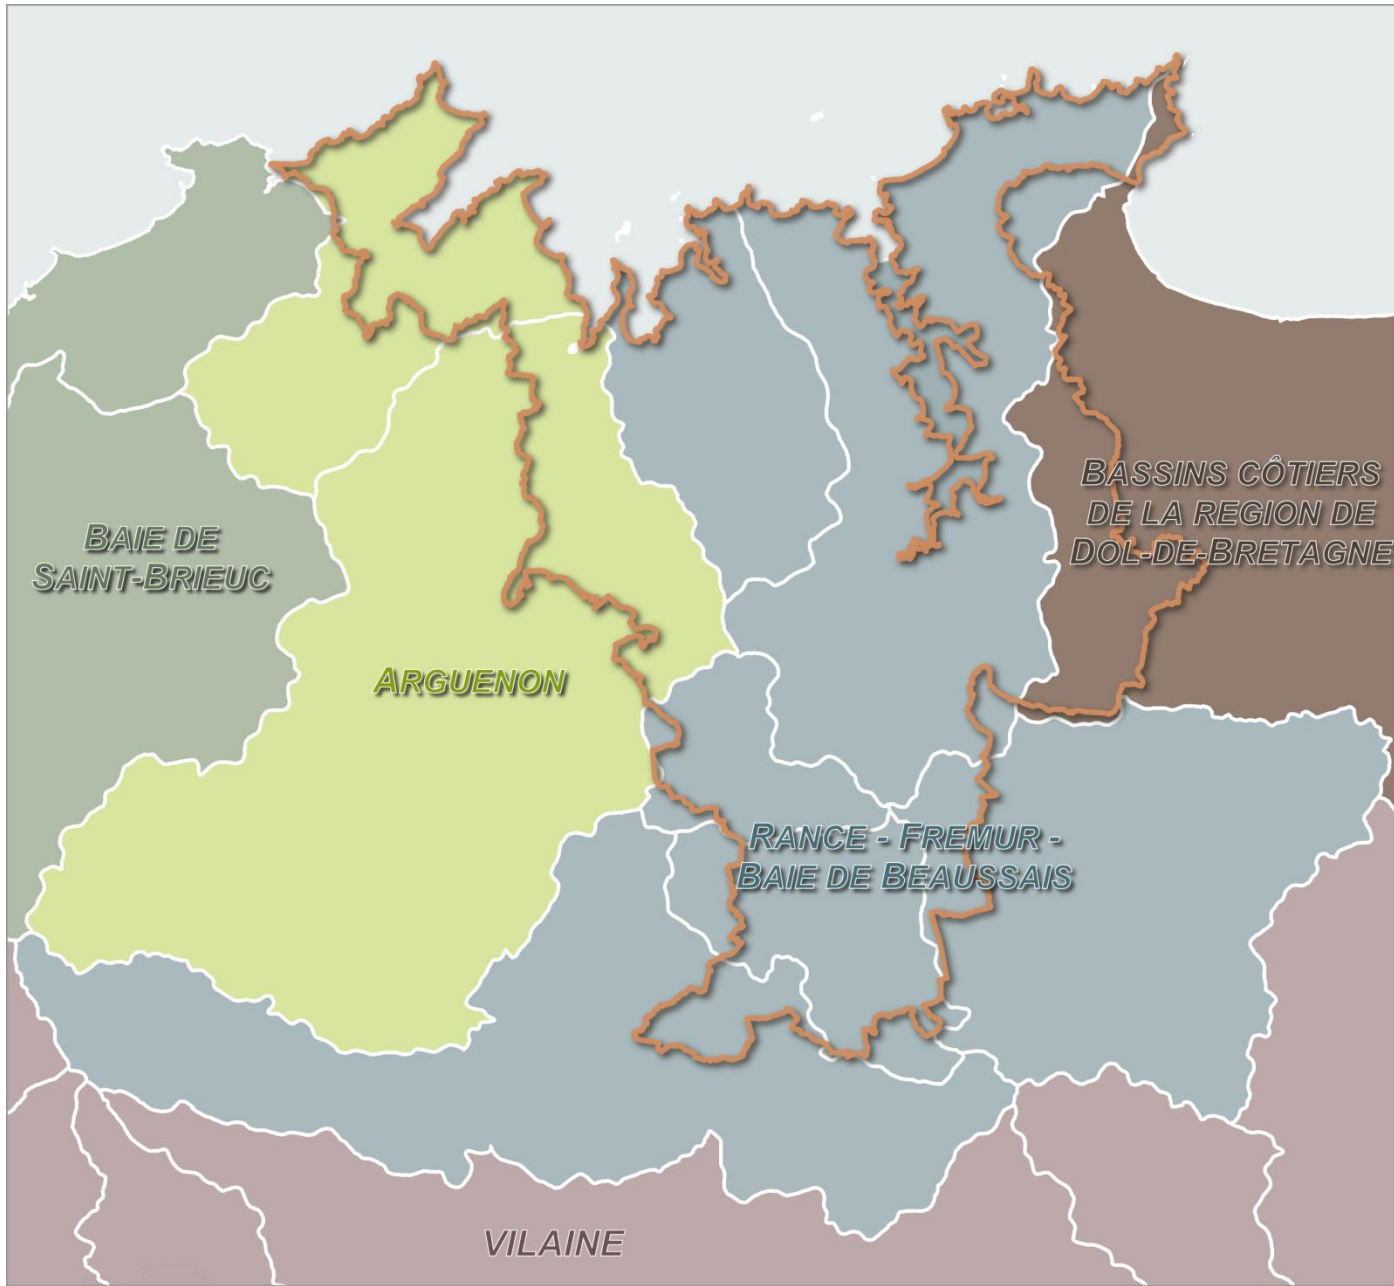 BASSINS CÔTIERS
DE LA REGION DE
DOL-DE-BRETAGNE
BAIE DE
SAINT-BRIEUC
ARGUENON
RANCE - FREMUR -
BAIE DE BEAUSSAIS
VILAINE